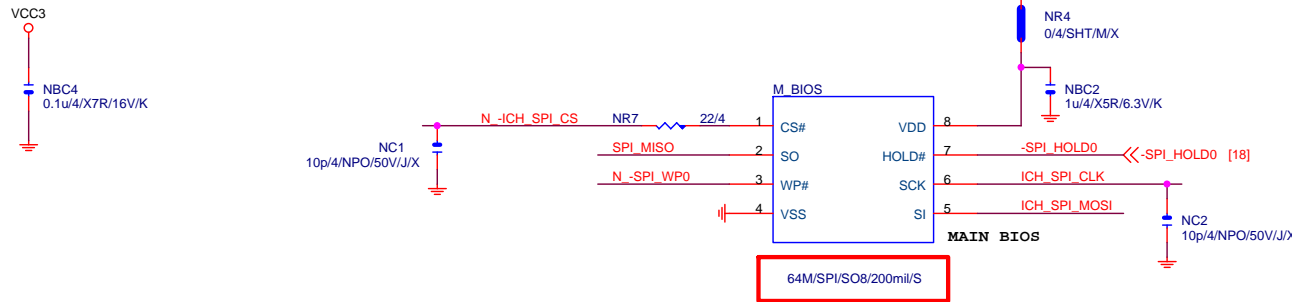 VCC3
NBC4
0.1u/4/X7R/16V/K
NR4
0/4/SHT/M/X
NBC2
1u/4/X5R/6.3V/K
M_BIOS
N_-ICH_SPI_CS NR7 22/4 1 CS# VDD 8
NC1
10p/4/NPO/50V/J/X
SPI_MISO 2 SO HOLD# 7 -SPI_HOLD0 -SPI_HOLD0 [18]
N_-SPI_WP0 3 WP# SCK 6 ICH_SPI_CLK
4 VSS SI 5 ICH_SPI_MOSI
NC2
10p/4/NPO/50V/J/X
MAIN BIOS
64M/SPI/SO8/200mil/S